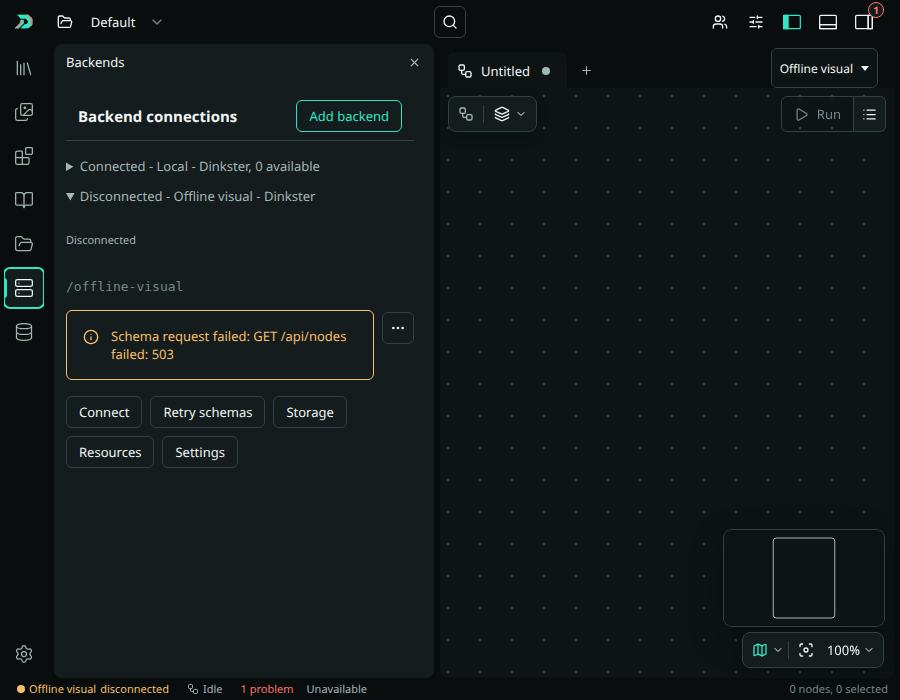 Default
1
Backends
Untitled
Offline visual
Backend connections
Add backend
Run
Connected - Local - Dinkster, 0 available
Disconnected - Offline visual - Dinkster
Disconnected
/offline-visual
Schema request failed: GET /api/nodes
failed: 503
Connect
Retry schemas
Storage
Resources
Settings
100%
Offline visual disconnected
Idle
1 problem
Unavailable
0 nodes, 0 selected